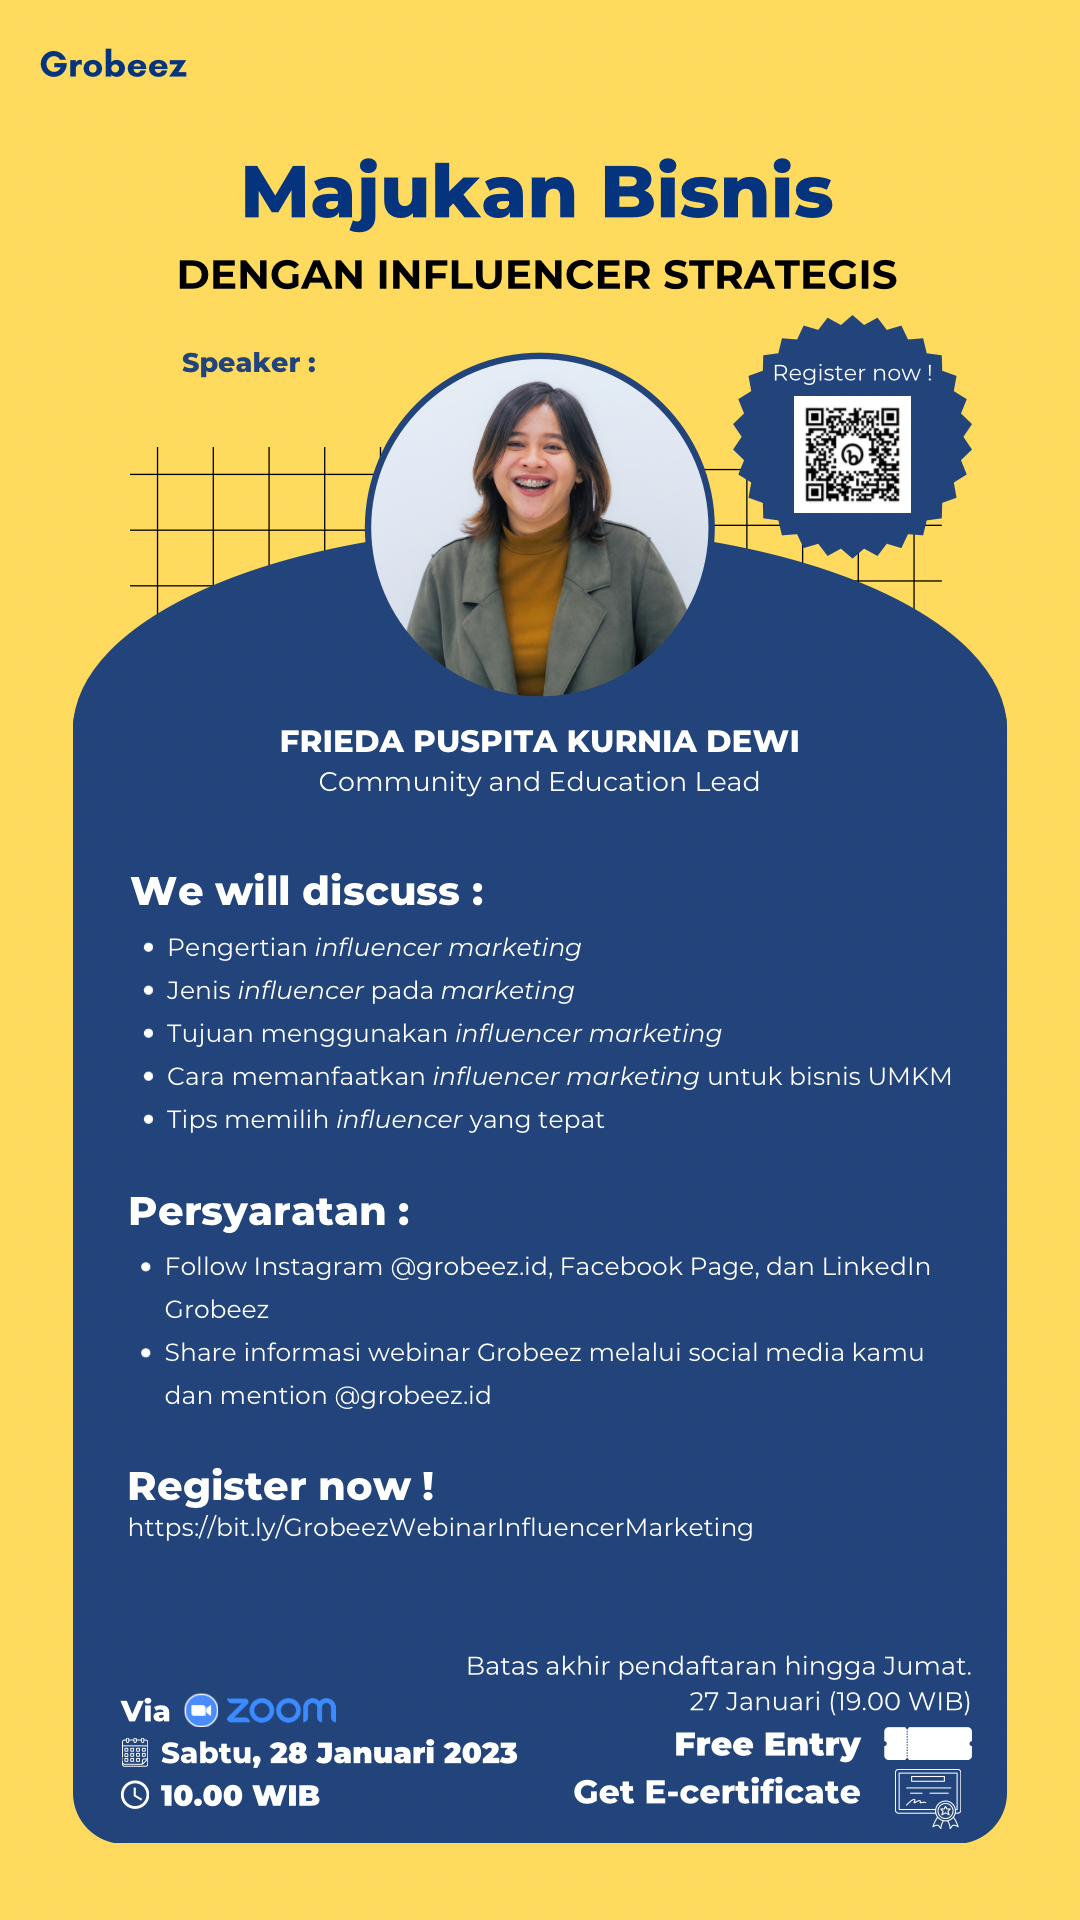 Grobeez
Majukan Bisnis
DENGAN INFLUENCER STRATEGIS
Speaker :
Register now !
FRIEDA PUSPITA KURNIA DEWI
Community and Education Lead
We will discuss :
• Pengertian influencer marketing
• Jenis influencer pada marketing
• Tujuan menggunakan influencer marketing
• Cara memanfaatkan influencer marketing untuk bisnis UMKM
• Tips memilih influencer yang tepat
Persyaratan :
• Follow Instagram @grobeez.id, Facebook Page, dan LinkedIn
Grobeez
• Share informasi webinar Grobeez melalui social media kamu
dan mention @grobeez.id
Register now !
https://bit.ly/GrobeezWebinarInfluencerMarketing
Batas akhir pendaftaran hingga Jumat.
27 Januari (19.00 WIB)
Via zoom
Sabtu, 28 Januari 2023
10.00 WIB
Free Entry
Get E-certificate